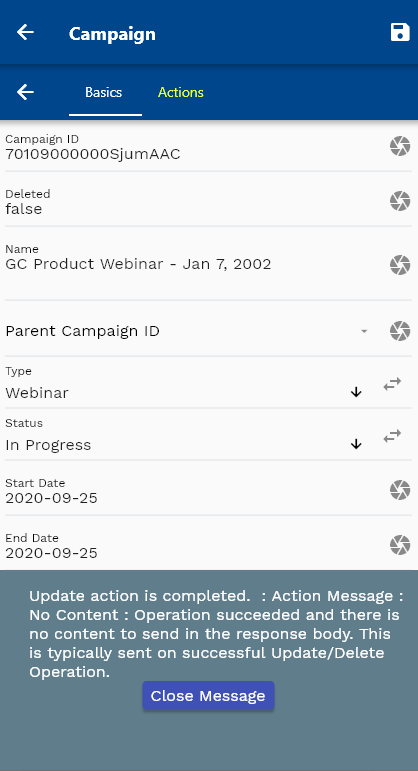 Campaign
Basics Actions
Campaign ID
70109000000SjumAAC
Deleted
false
Name
GC Product Webinar - Jan 7, 2002
Parent Campaign ID
Type
Webinar
Status
In Progress
Start Date
2020-09-25
End Date
2020-09-25
Update action is completed.  : Action Message :
No Content : Operation succeeded and there is
no content to send in the response body. This
is typically sent on successful Update/Delete
Operation.
Close Message